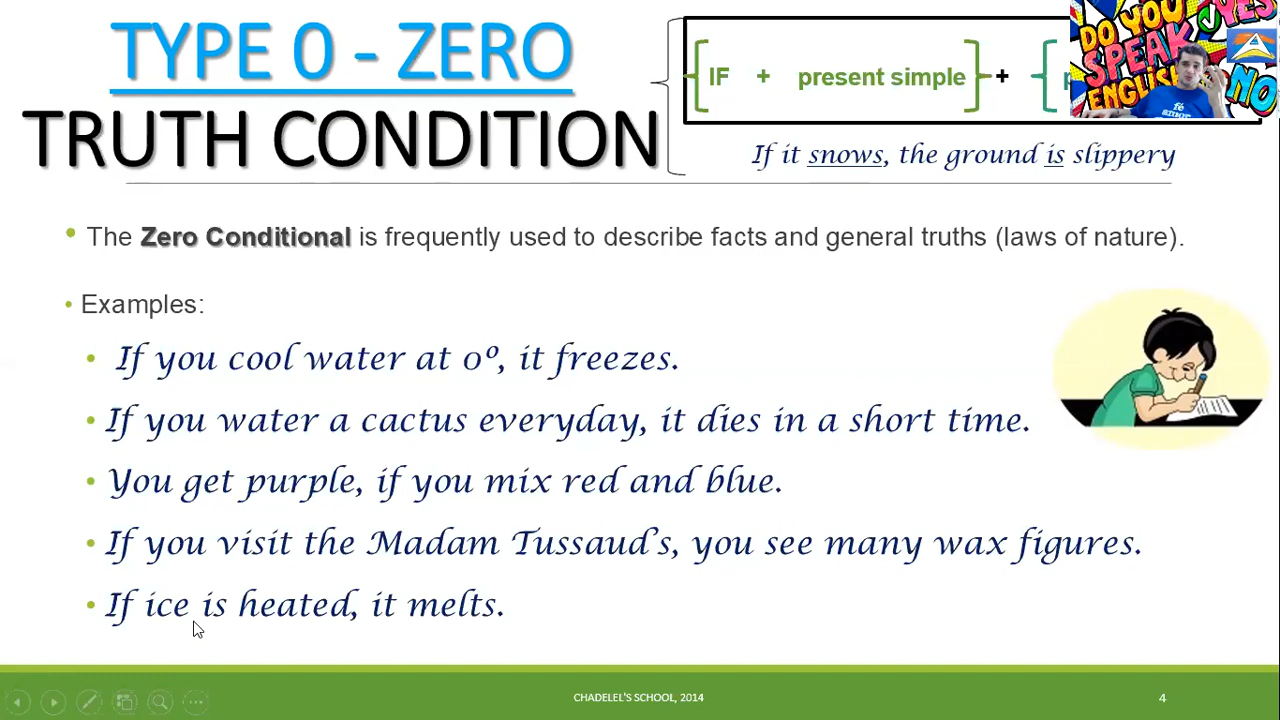 TYPE 0 - ZERO
TRUTH CONDITION
IF + present simple +
If it snows, the ground is slippery
DO YOU SPEAK ENGLISH
YES
NO
• The Zero Conditional is frequently used to describe facts and general truths (laws of nature).
• Examples:
• If you cool water at 0º, it freezes.
• If you water a cactus everyday, it dies in a short time.
• You get purple, if you mix red and blue.
• If you visit the Madam Tussaud's, you see many wax figures.
• If ice is heated, it melts.
CHADELEL'S SCHOOL, 2014
4